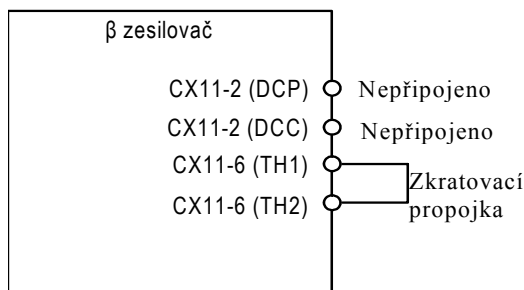 β zesilovač
CX11-2 (DCP) Nepřipojeno
CX11-2 (DCC) Nepřipojeno
CX11-6 (TH1)
Zkratovací
CX11-6 (TH2)
propojka